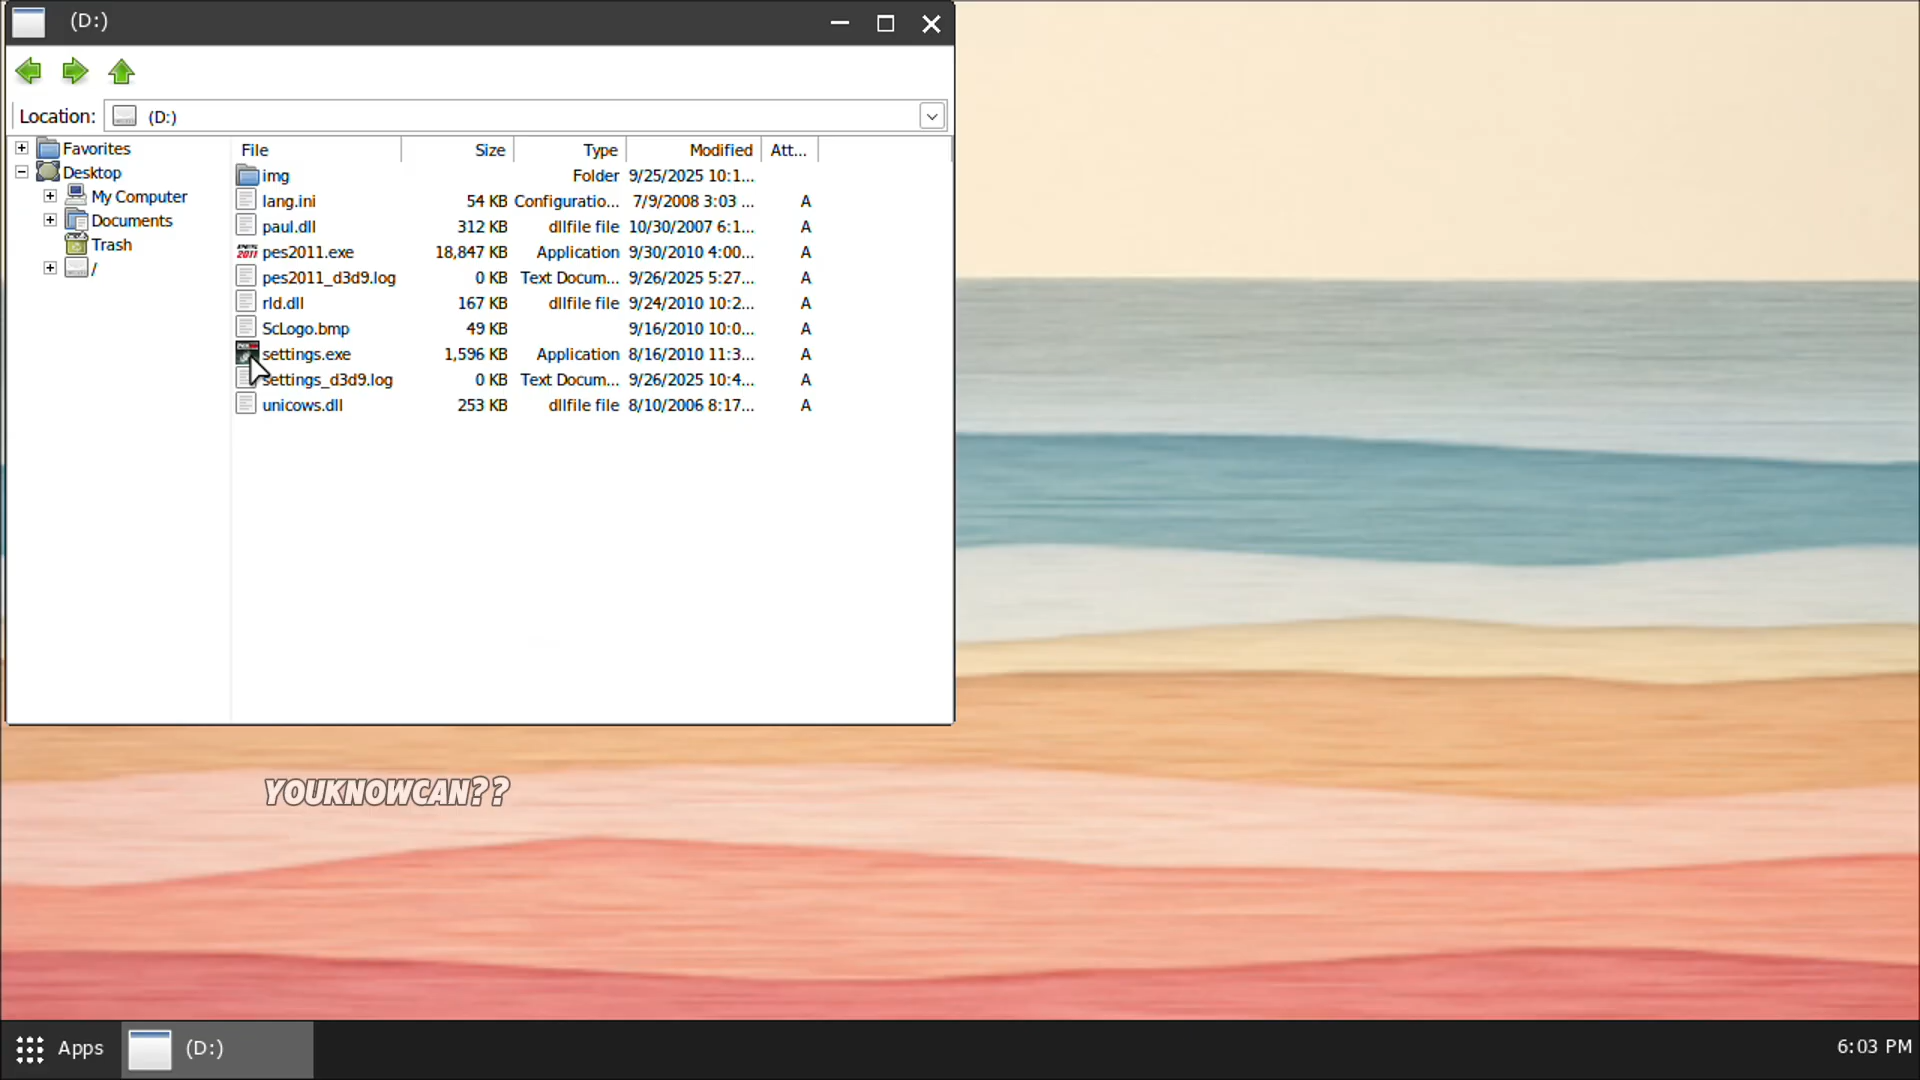 (D:)
Location: (D:)
Favorites
Desktop
My Computer
Documents
Trash
/
File Size Type Modified Att...
img Folder 9/25/2025 10:1...
lang.ini 54 KB Configuratio... 7/9/2008 3:03 ... A
paul.dll 312 KB dllfile file 10/30/2007 6:1... A
pes2011.exe 18,847 KB Application 9/30/2010 4:00... A
pes2011_d3d9.log 0 KB Text Docum... 9/26/2025 5:27... A
rld.dll 167 KB dllfile file 9/24/2010 10:2... A
ScLogo.bmp 49 KB 9/16/2010 10:0... A
settings.exe 1,596 KB Application 8/16/2010 11:3... A
settings_d3d9.log 0 KB Text Docum... 9/26/2025 10:4... A
unicows.dll 253 KB dllfile file 8/10/2006 8:17... A
YOUKNOWCAN??
Apps (D:) 6:03 PM